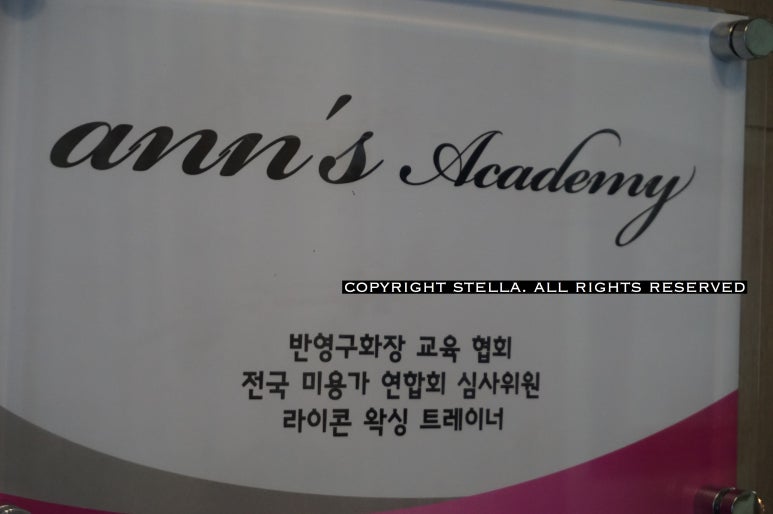 ann's Academy
COPYRIGHT STELLA. ALL RIGHTS RESERVED
반영구화장 교육 협회
전국 미용가 연합회 심사위원
라이콘 왁싱 트레이너